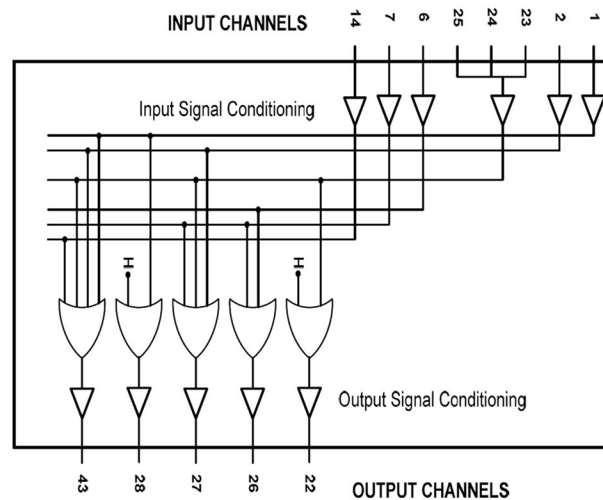 INPUT CHANNELS
14 7 6 25 24 23 2 1
Input Signal Conditioning
H H
Output Signal Conditioning
43 28 27 26 22
OUTPUT CHANNELS